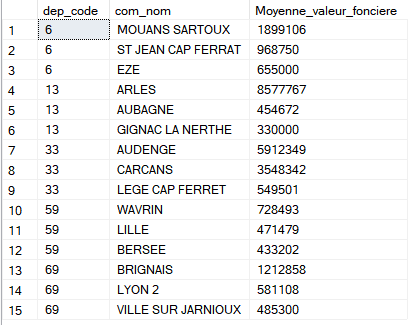 dep_code com_nom Moyenne_valeur_fonciere
1 6 MOUANS SARTOUX 1899106
2 6 ST JEAN CAP FERRAT 968750
3 6 EZE 655000
4 13 ARLES 8577767
5 13 AUBAGNE 454672
6 13 GIGNAC LA NERTHE 330000
7 33 AUDENGE 5912349
8 33 CARCANS 3548342
9 33 LEGE CAP FERRET 549501
10 59 WAVRIN 728493
11 59 LILLE 471479
12 59 BERSEE 433202
13 69 BRIGNAIS 1212858
14 69 LYON 2 581108
15 69 VILLE SUR JARNIOUX 485300